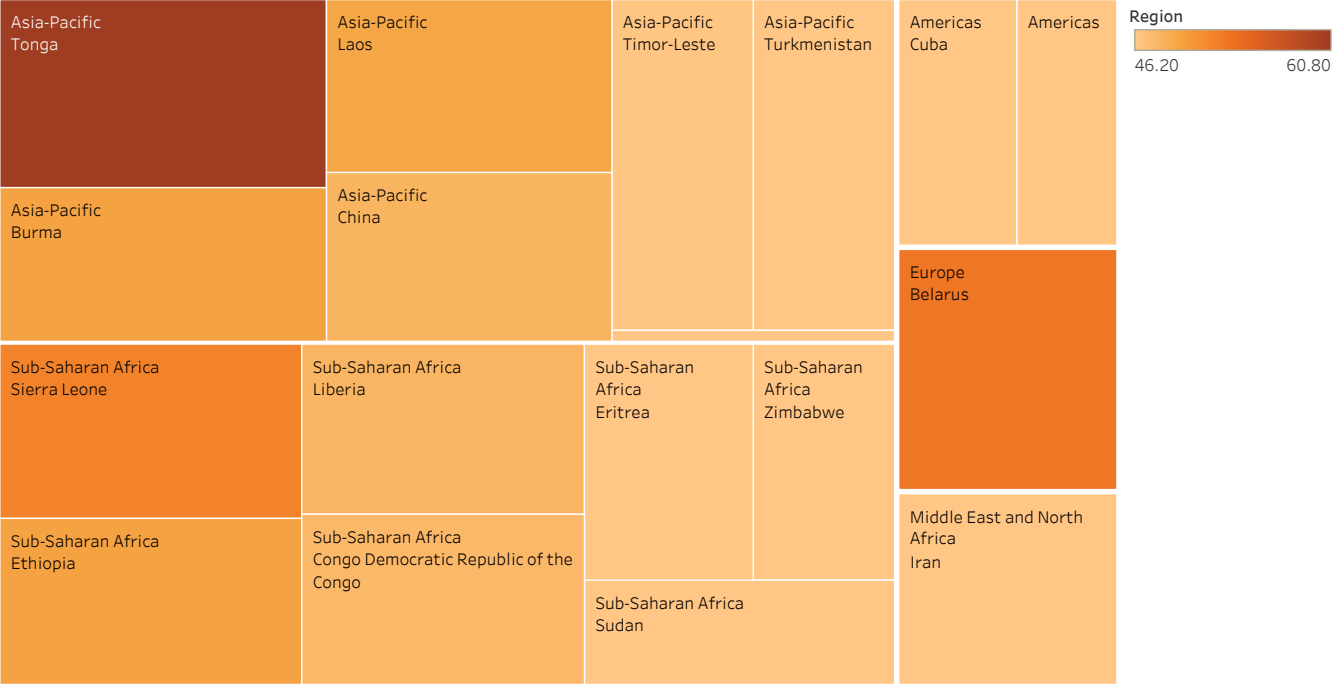 Asia-Pacific
Tonga
Asia-Pacific
Laos
Asia-Pacific
Timor-Leste
Asia-Pacific
Turkmenistan
Americas
Cuba
Americas
Region
46.20
60.80
Asia-Pacific
Burma
Asia-Pacific
China
Europe
Belarus
Sub-Saharan Africa
Sierra Leone
Sub-Saharan Africa
Liberia
Sub-Saharan
Africa
Eritrea
Sub-Saharan
Africa
Zimbabwe
Sub-Saharan Africa
Ethiopia
Sub-Saharan Africa
Congo Democratic Republic of the
Congo
Sub-Saharan Africa
Sudan
Middle East and North
Africa
Iran